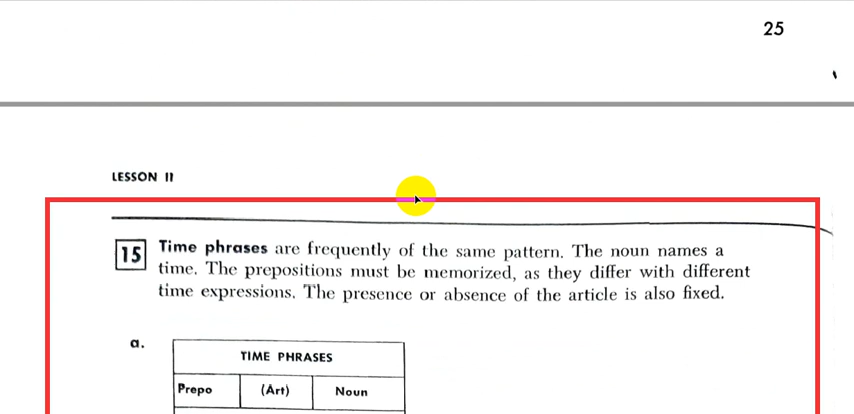 25
LESSON II
15 Time phrases are frequently of the same pattern. The noun names a
time. The prepositions must be memorized, as they differ with different
time expressions. The presence or absence of the article is also fixed.
a.
TIME PHRASES
Prepo (Art) Noun